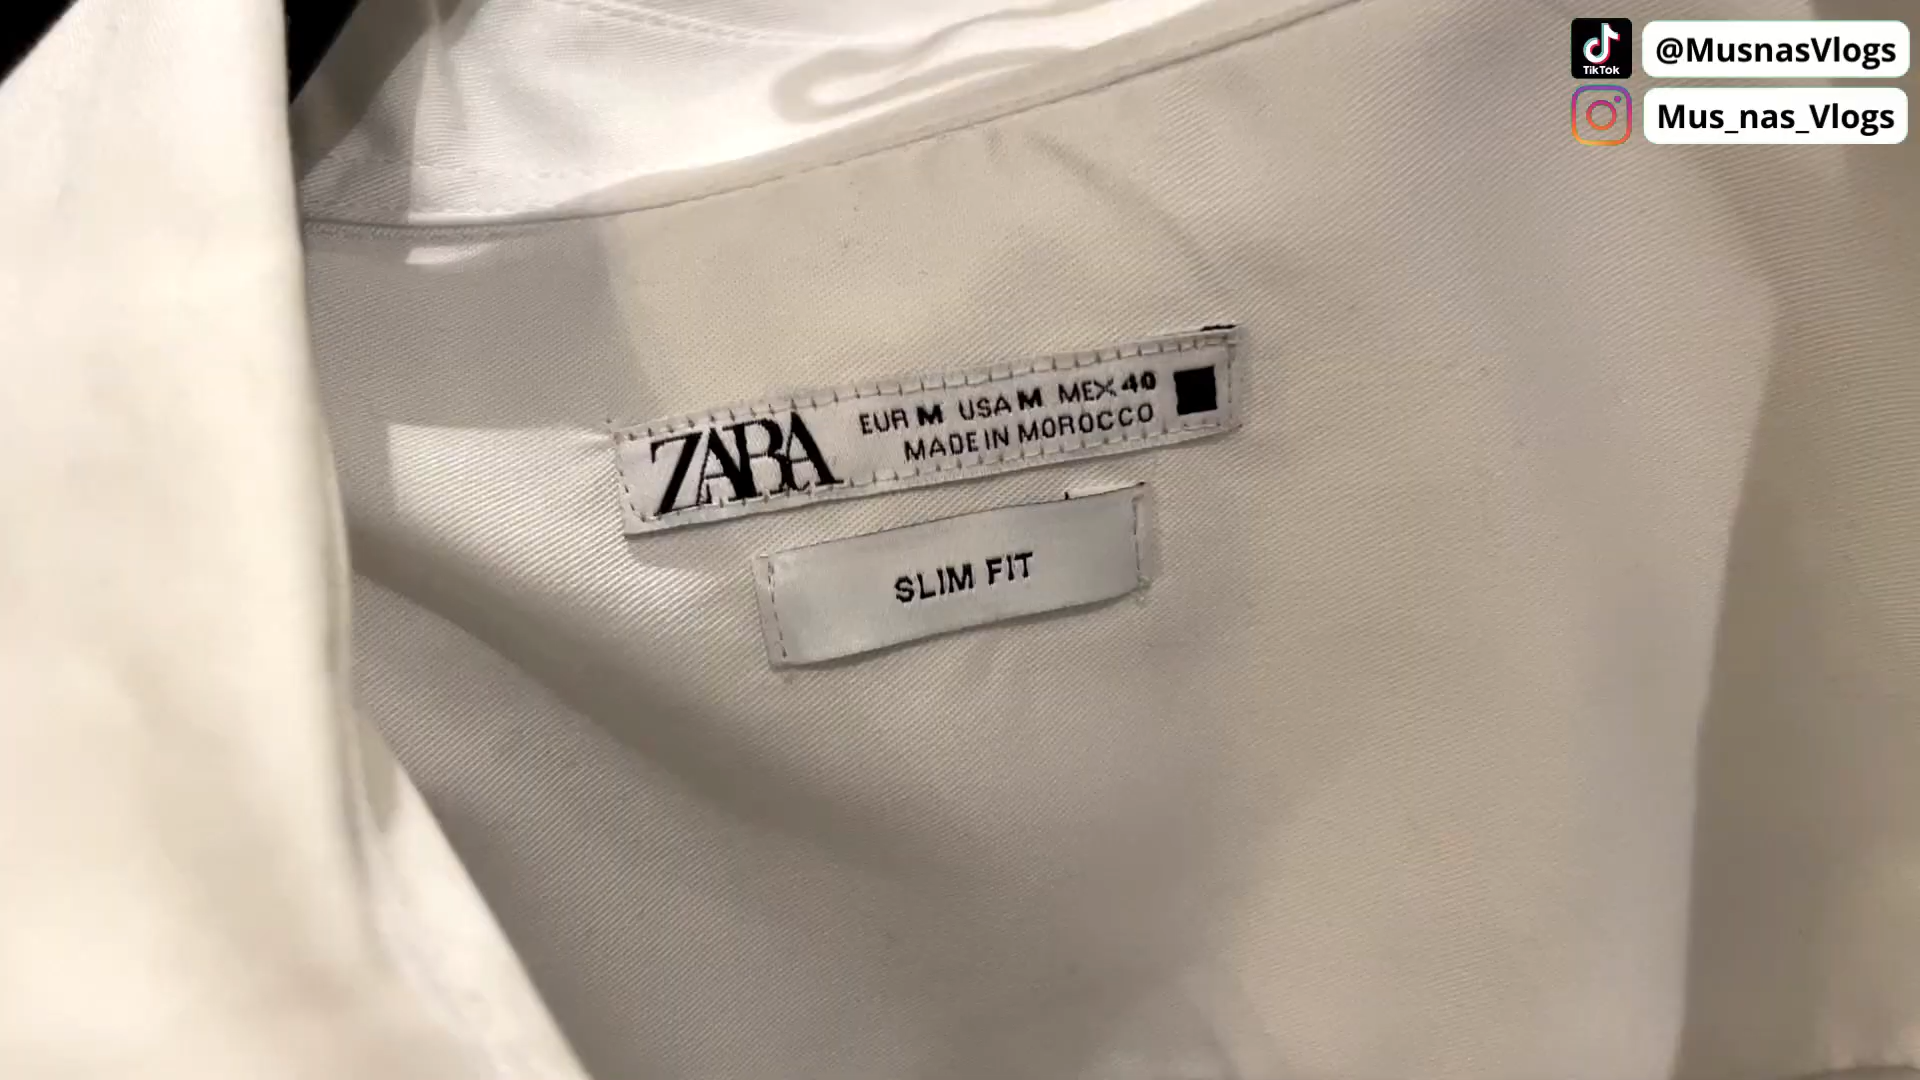 TikTok
@MusnasVlogs
Mus_nas_Vlogs
ZARA
EUR M USA M MEX 40
MADE IN MOROCCO
SLIM FIT